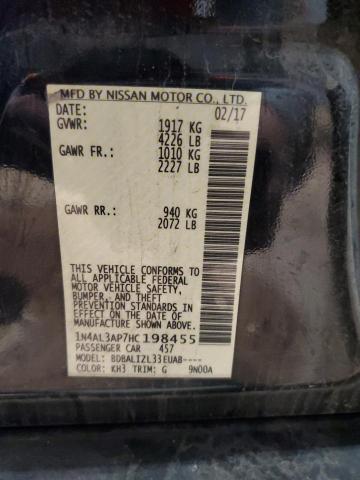 MFD BY NISSAN MOTOR CO., LTD.
DATE: 02/17
GVWR: 1917 KG
4226 LB
GAWR FR.: 1010 KG
2227 LB
GAWR RR.: 940 KG
2072 LB
THIS VEHICLE CONFORMS TO
ALL APPLICABLE FEDERAL
MOTOR VEHICLE SAFETY,
BUMPER, AND THEFT
PREVENTION STANDARDS IN
EFFECT ON THE DATE OF
MANUFACTURE SHOWN ABOVE.
1N4AL3AP7HC198455
PASSENGER CAR 457
MODEL: BDBALIZL33EUAB----
COLOR: KH3 TRIM: G 9N00A